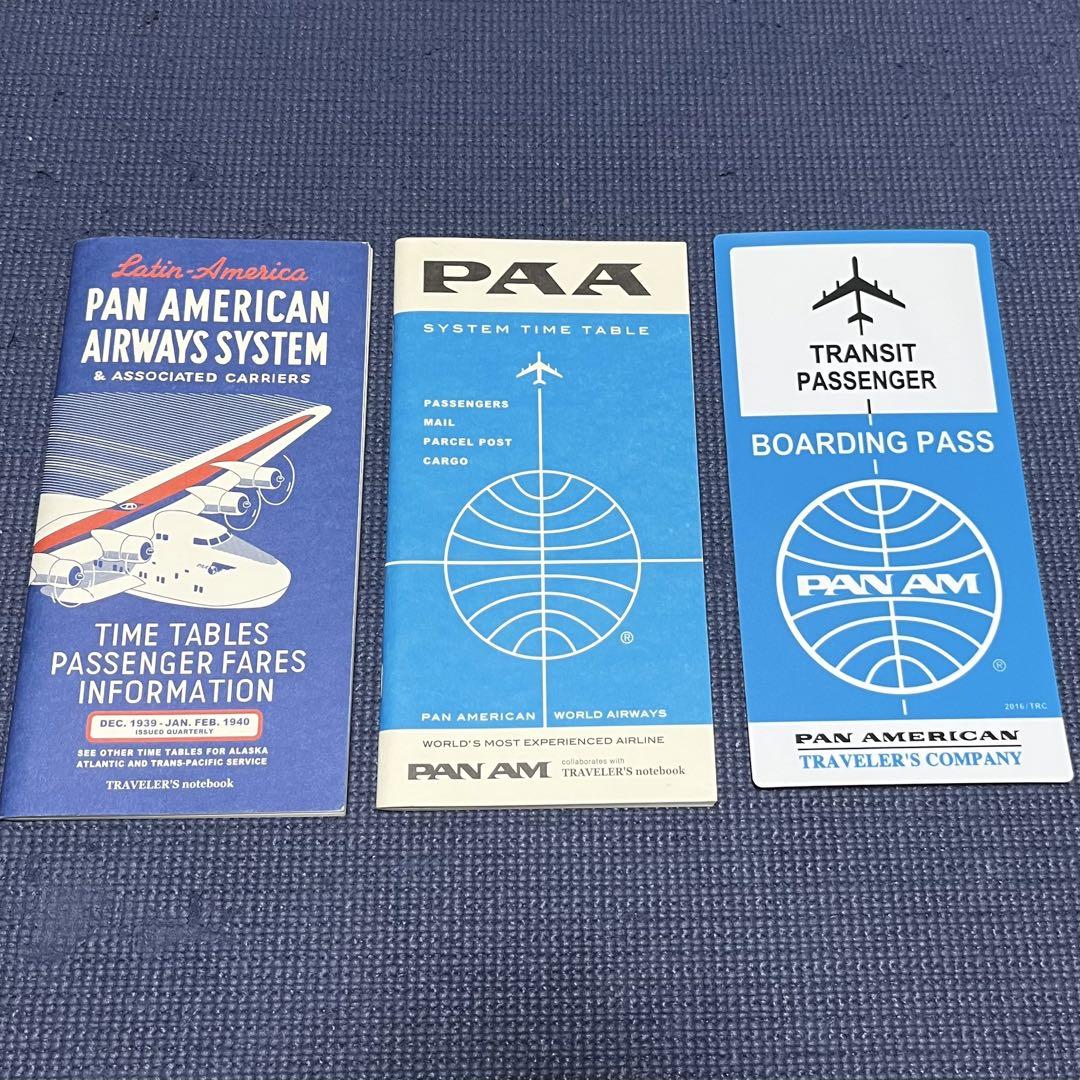 Latin-America
PAN AMERICAN
AIRWAYS SYSTEM
& ASSOCIATED CARRIERS
TIME TABLES
PASSENGER FARES
INFORMATION
DEC. 1939 - JAN. FEB. 1940
ISSUED QUARTERLY
SEE OTHER TIME TABLES FOR ALASKA
ATLANTIC AND TRANS-PACIFIC SERVICE
TRAVELER'S notebook
PAA
SYSTEM TIME TABLE
PASSENGERS
MAIL
PARCEL POST
CARGO
®
PAN AMERICAN WORLD AIRWAYS
WORLD'S MOST EXPERIENCED AIRLINE
PAN AM collaborates with
TRAVELER'S notebook
TRANSIT
PASSENGER
BOARDING PASS
PAN AM
®
2016/TRC
PAN AMERICAN
TRAVELER'S COMPANY